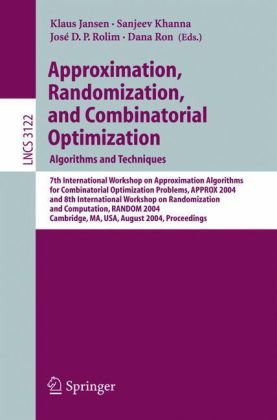 Klaus Jansen · Sanjeev Khanna
José D. P. Rolim · Dana Ron (Eds.)
LNCS 3122
Approximation,
Randomization,
and Combinatorial
Optimization
Algorithms and Techniques
7th International Workshop on Approximation Algorithms
for Combinatorial Optimization Problems, APPROX 2004
and 8th International Workshop on Randomization
and Computation, RANDOM 2004
Cambridge, MA, USA, August 2004, Proceedings
Springer